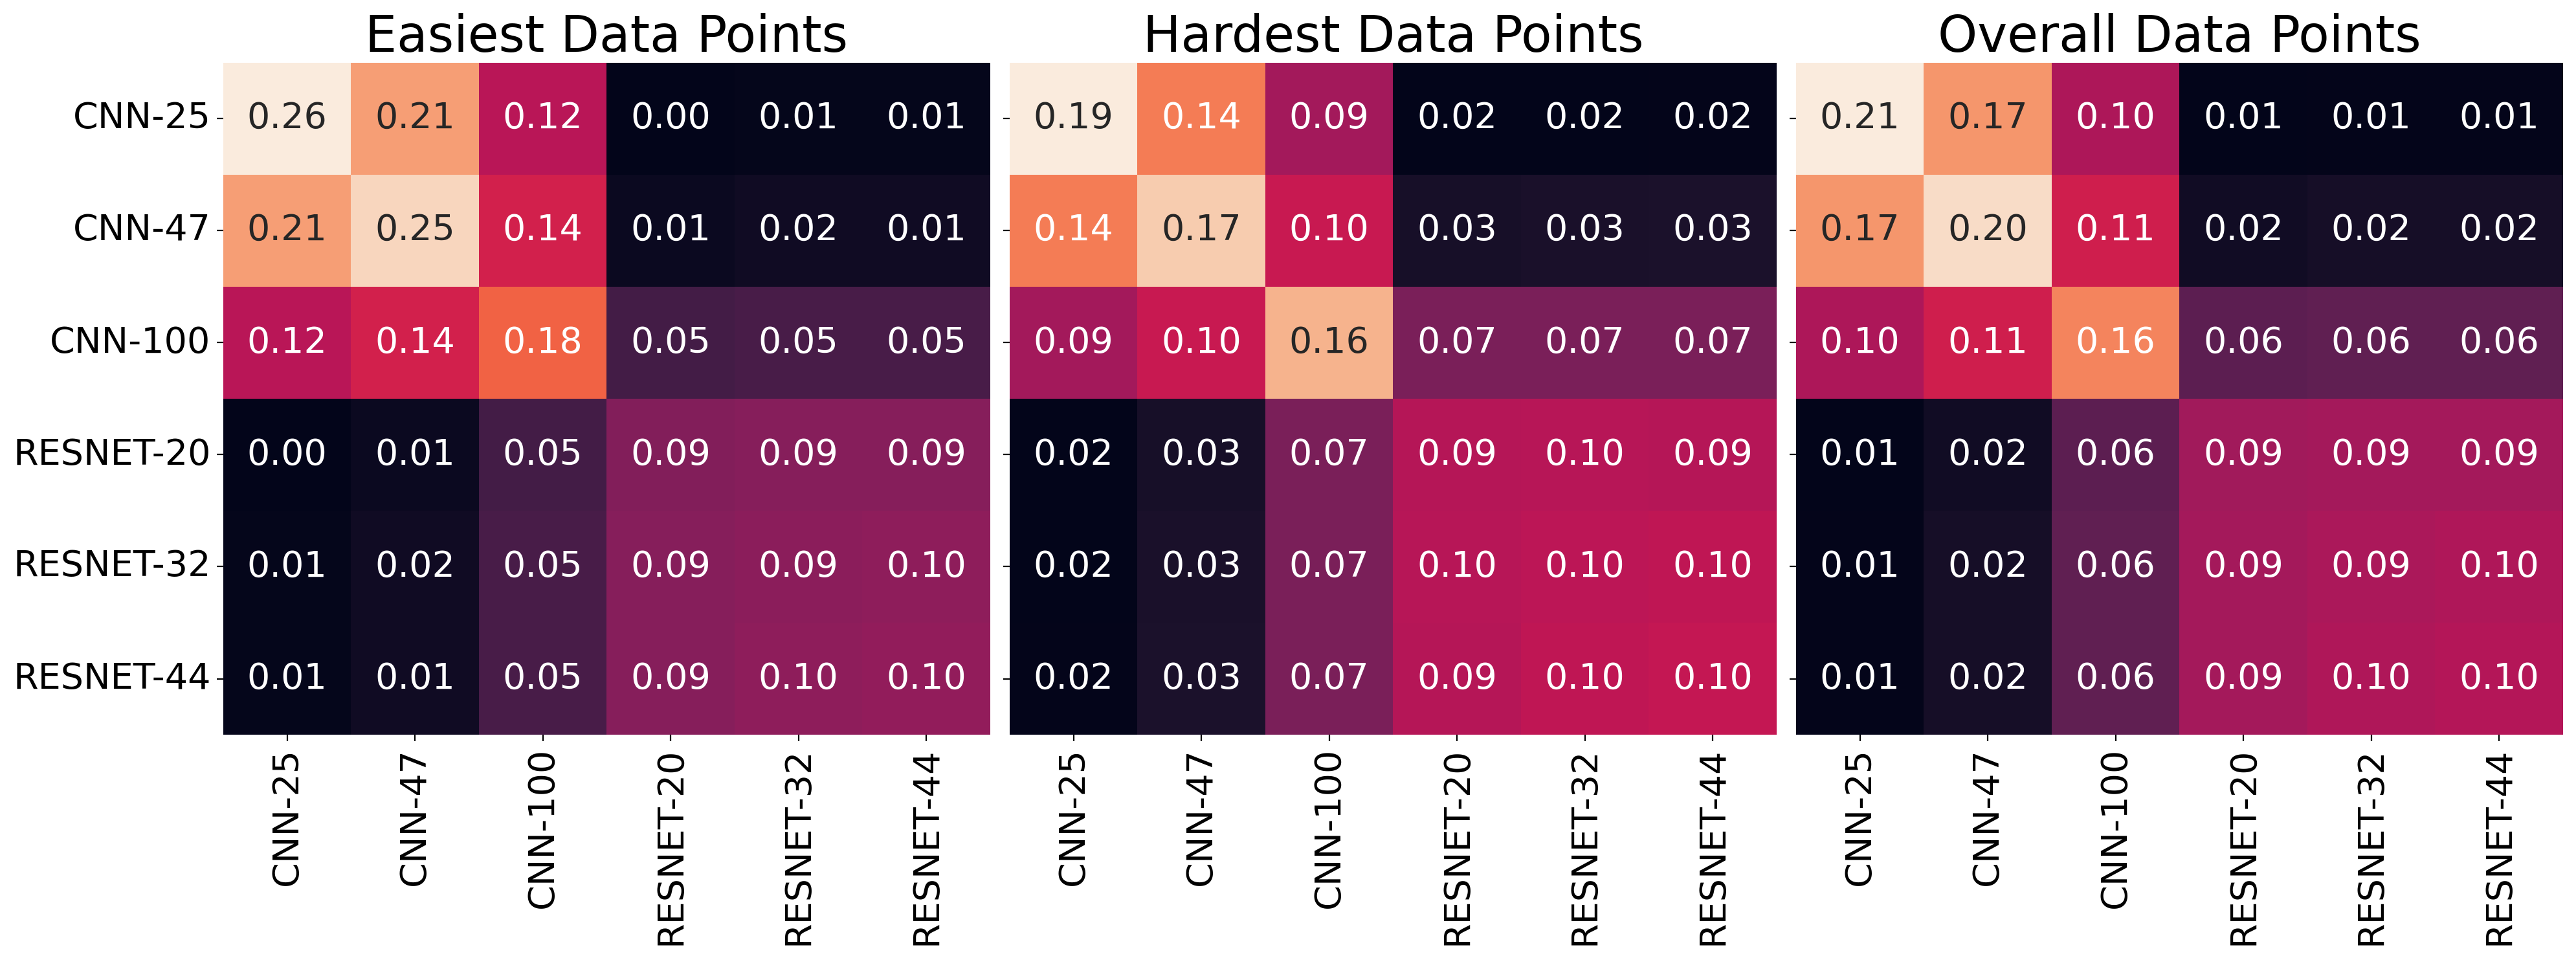 Easiest Data Points Hardest Data Points Overall Data Points
CNN-25 0.26 0.21 0.12 0.00 0.01 0.01 0.19 0.14 0.09 0.02 0.02 0.02 0.21 0.17 0.10 0.01 0.01 0.01
CNN-47 0.21 0.25 0.14 0.01 0.02 0.01 0.14 0.17 0.10 0.03 0.03 0.03 0.17 0.20 0.11 0.02 0.02 0.02
CNN-100 0.12 0.14 0.18 0.05 0.05 0.05 0.09 0.10 0.16 0.07 0.07 0.07 0.10 0.11 0.16 0.06 0.06 0.06
RESNET-20 0.00 0.01 0.05 0.09 0.09 0.09 0.02 0.03 0.07 0.09 0.10 0.09 0.01 0.02 0.06 0.09 0.09 0.09
RESNET-32 0.01 0.02 0.05 0.09 0.09 0.10 0.02 0.03 0.07 0.10 0.10 0.10 0.01 0.02 0.06 0.09 0.09 0.10
RESNET-44 0.01 0.01 0.05 0.09 0.10 0.10 0.02 0.03 0.07 0.09 0.10 0.10 0.01 0.02 0.06 0.09 0.10 0.10
CNN-25 CNN-47 CNN-100 RESNET-20 RESNET-32 RESNET-44 CNN-25 CNN-47 CNN-100 RESNET-20 RESNET-32 RESNET-44 CNN-25 CNN-47 CNN-100 RESNET-20 RESNET-32 RESNET-44